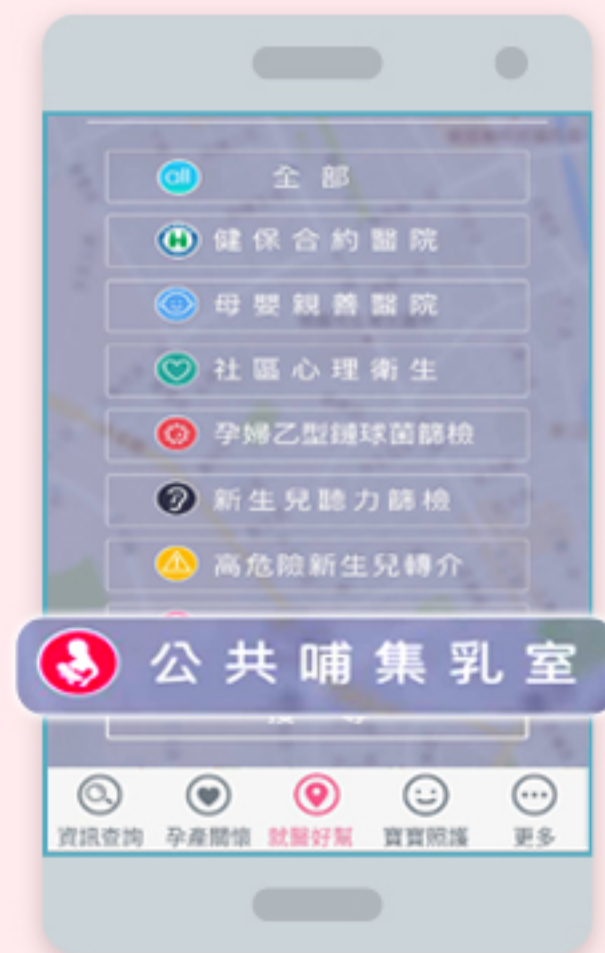 all 全部
健保合約醫院
母嬰親善醫院
社區心理衛生
孕婦乙型鏈球菌篩檢
新生兒聽力篩檢
高危險新生兒轉介
公共哺集乳室
資訊查詢 孕產關懷 就醫好幫 寶寶照護 更多